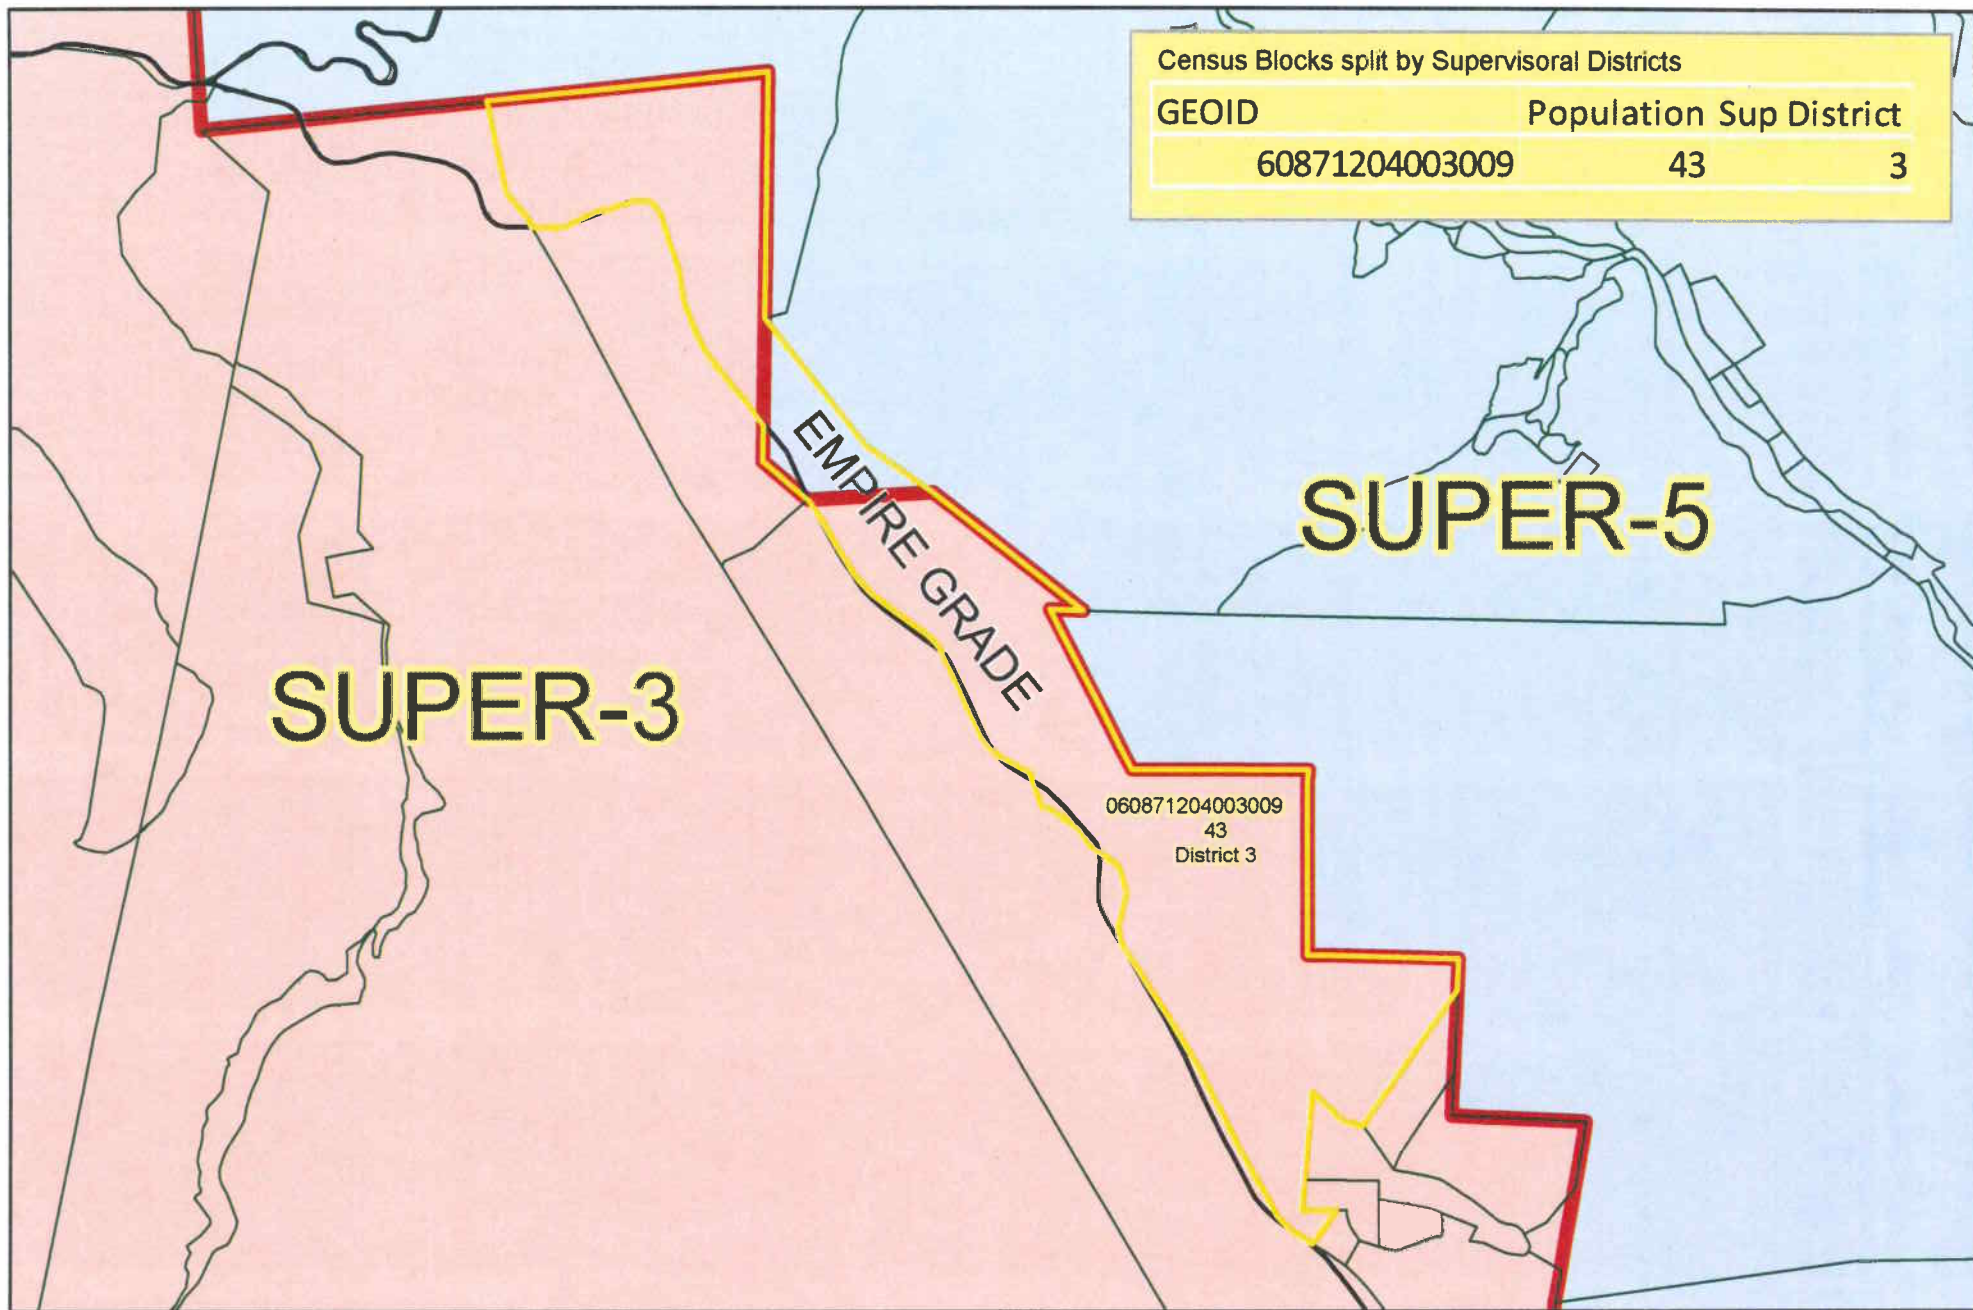 Census Blocks split by Supervisoral Districts
GEOID Population Sup District
60871204003009 43 3
EMPIRE GRADE
SUPER-5
SUPER-3
060871204003009
43
District 3